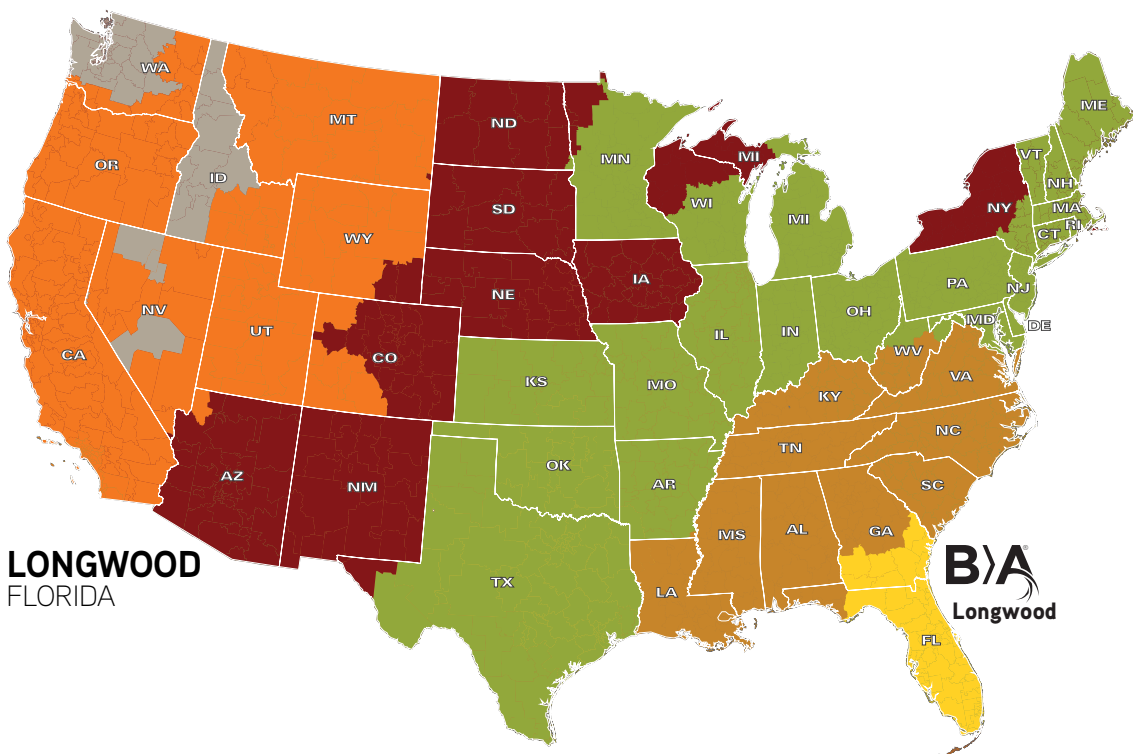 WA
MT
ND
ME
OR
ID
MN
MI
VT
NH
SD
WI
NY
MA
WY
MI
CT
RI
NV
NE
IA
PA
NJ
CA
UT
CO
IL
IN
OH
MD
DE
WV
KS
MO
KY
VA
AZ
NM
OK
TN
NC
AR
SC
MS
AL
GA
LONGWOOD
FLORIDA
TX
LA
B⟩A®
Longwood
FL